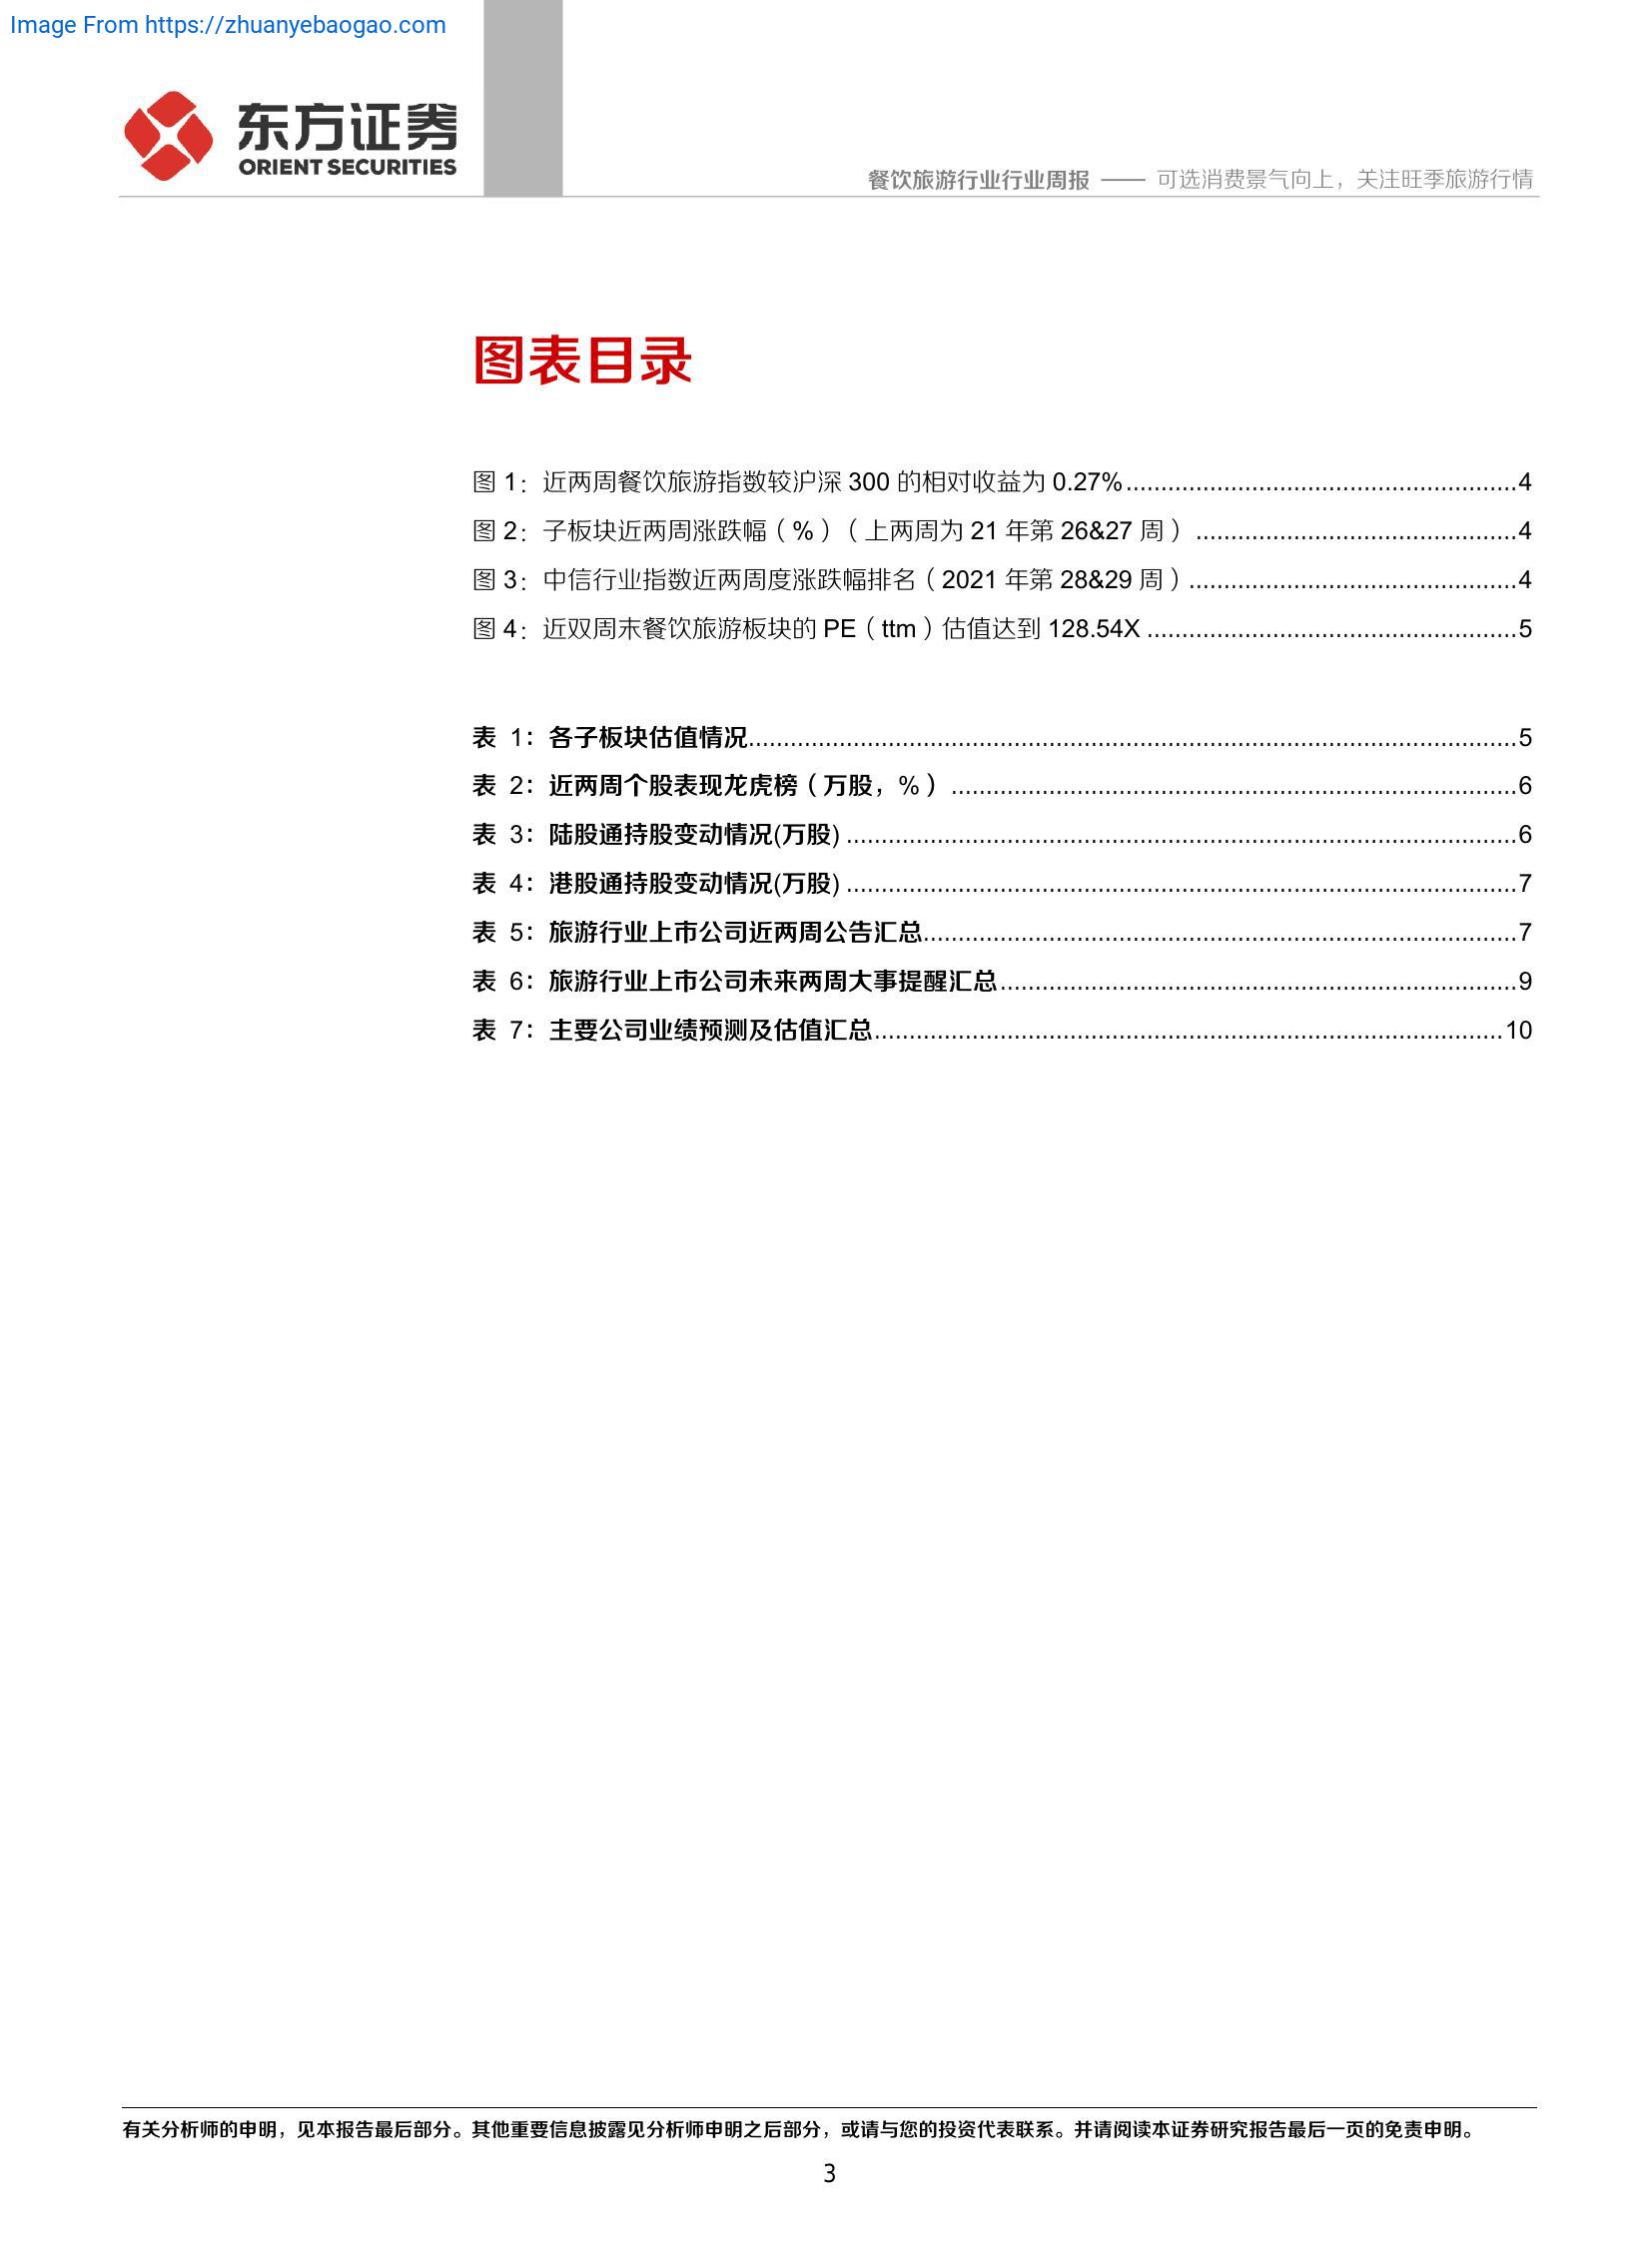 Image From https://zhuanyebaogao.com
东方证券
ORIENT SECURITIES
餐饮旅游行业行业周报 —— 可选消费景气向上，关注旺季旅游行情
图表目录
图 1：近两周餐饮旅游指数较沪深 300 的相对收益为 0.27%....................4
图 2：子板块近两周涨跌幅（%）（上两周为 21 年第 26&27 周）....................4
图 3：中信行业指数近两周度涨跌幅排名（2021 年第 28&29 周）....................4
图 4：近双周末餐饮旅游板块的 PE（ttm）估值达到 128.54X ....................5
表 1：各子板块估值情况....................5
表 2：近两周个股表现龙虎榜（万股，%）....................6
表 3：陆股通持股变动情况(万股) ....................6
表 4：港股通持股变动情况(万股) ....................7
表 5：旅游行业上市公司近两周公告汇总....................7
表 6：旅游行业上市公司未来两周大事提醒汇总....................9
表 7：主要公司业绩预测及估值汇总....................10
有关分析师的申明，见本报告最后部分。其他重要信息披露见分析师申明之后部分，或请与您的投资代表联系。并请阅读本证券研究报告最后一页的免责申明。
3